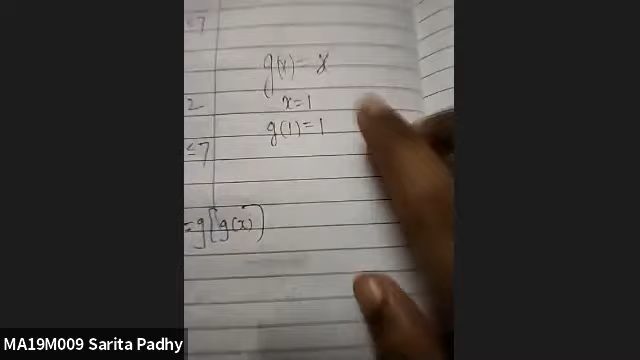 ≤7
g(x) = x
x=1
2
g(1)=1
≤7
=g(g(x))
MA19M009 Sarita Padhy